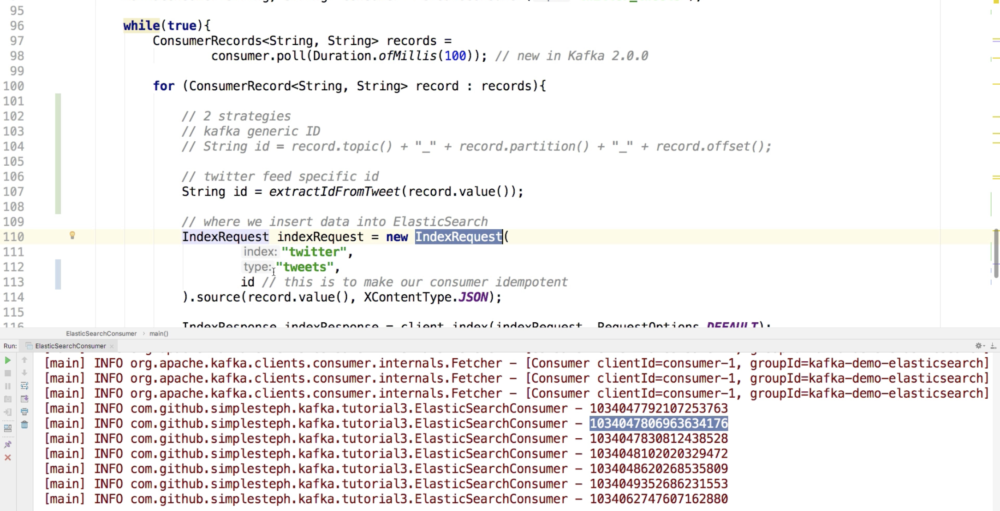 95
96 while(true){
97 ConsumerRecords<String, String> records =
98 consumer.poll(Duration.ofMillis(100)); // new in Kafka 2.0.0
99
100 for (ConsumerRecord<String, String> record : records){
101
102 // 2 strategies
103 // kafka generic ID
104 // String id = record.topic() + "_" + record.partition() + "_" + record.offset();
105
106 // twitter feed specific id
107 String id = extractIdFromTweet(record.value());
108
109 // where we insert data into ElasticSearch
110 IndexRequest indexRequest = new IndexRequest(
111 index: "twitter",
112 type: "tweets",
113 id // this is to make our consumer idempotent
114 ).source(record.value(), XContentType.JSON);
115
116 IndexResponse indexResponse = client.index(indexRequest, RequestOptions.DEFAULT);
ElasticSearchConsumer › main()
Run: ElasticSearchConsumer
[main] INFO org.apache.kafka.clients.consumer.internals.Fetcher - [Consumer clientId=consumer-1, groupId=kafka-demo-elasticsearch]
[main] INFO org.apache.kafka.clients.consumer.internals.Fetcher - [Consumer clientId=consumer-1, groupId=kafka-demo-elasticsearch]
[main] INFO org.apache.kafka.clients.consumer.internals.Fetcher - [Consumer clientId=consumer-1, groupId=kafka-demo-elasticsearch]
[main] INFO com.github.simplesteph.kafka.tutorial3.ElasticSearchConsumer - 1034047792107253763
[main] INFO com.github.simplesteph.kafka.tutorial3.ElasticSearchConsumer - 1034047806963634176
[main] INFO com.github.simplesteph.kafka.tutorial3.ElasticSearchConsumer - 1034047830812438528
[main] INFO com.github.simplesteph.kafka.tutorial3.ElasticSearchConsumer - 1034048102020329472
[main] INFO com.github.simplesteph.kafka.tutorial3.ElasticSearchConsumer - 1034048620268535809
[main] INFO com.github.simplesteph.kafka.tutorial3.ElasticSearchConsumer - 1034049352686231553
[main] INFO com.github.simplesteph.kafka.tutorial3.ElasticSearchConsumer - 1034062747607162880